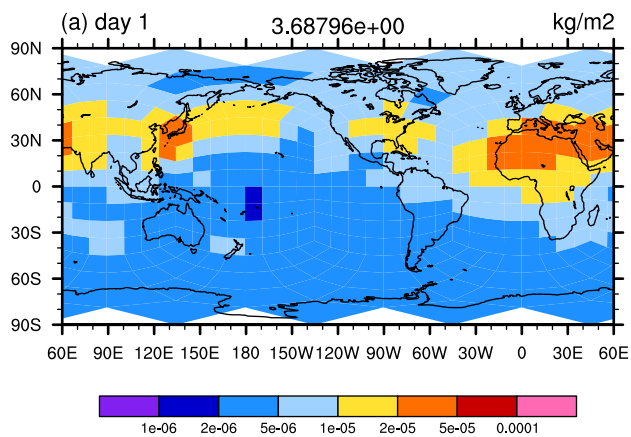 (a) day 1 3.68796e+00 kg/m2
90N
60N
30N
0
30S
60S
90S
60E 90E 120E 150E 180 150W 120W 90W 60W 30W 0 30E 60E
1e-06 2e-06 5e-06 1e-05 2e-05 5e-05 0.0001